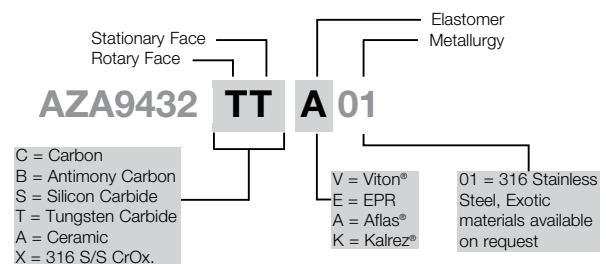 Stationary Face
Rotary Face
Elastomer
Metallurgy
AZA9432 TT A 01
C = Carbon
B = Antimony Carbon
S = Silicon Carbide
T = Tungsten Carbide
A = Ceramic
X = 316 S/S CrOx.
V = Viton®
E = EPR
A = Aflas®
K = Kalrez®
01 = 316 Stainless
Steel, Exotic
materials available
on request